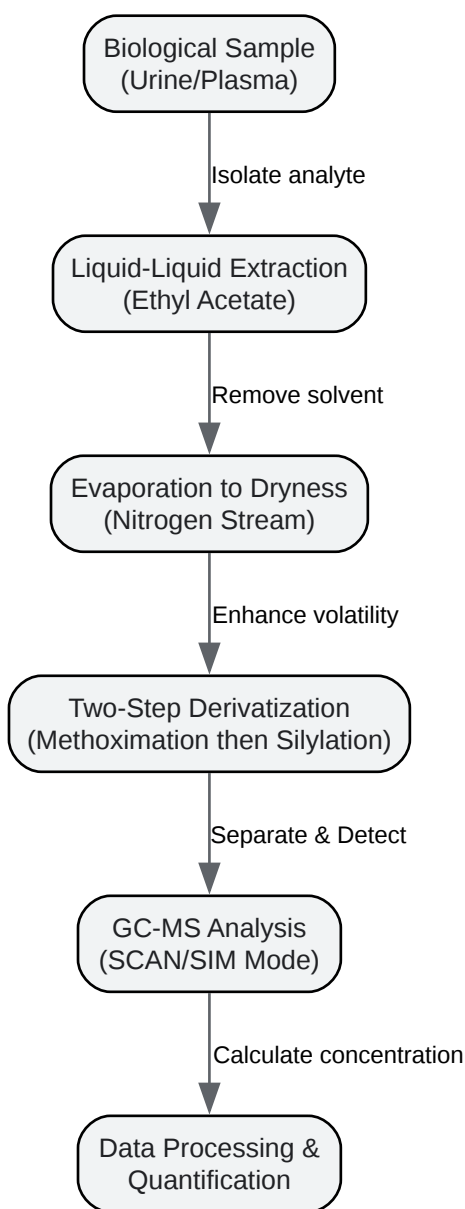 Biological Sample
(Urine/Plasma)
Isolate analyte
Liquid-Liquid Extraction
(Ethyl Acetate)
Remove solvent
Evaporation to Dryness
(Nitrogen Stream)
Enhance volatility
Two-Step Derivatization
(Methoximation then Silylation)
Separate & Detect
GC-MS Analysis
(SCAN/SIM Mode)
Calculate concentration
Data Processing &
Quantification